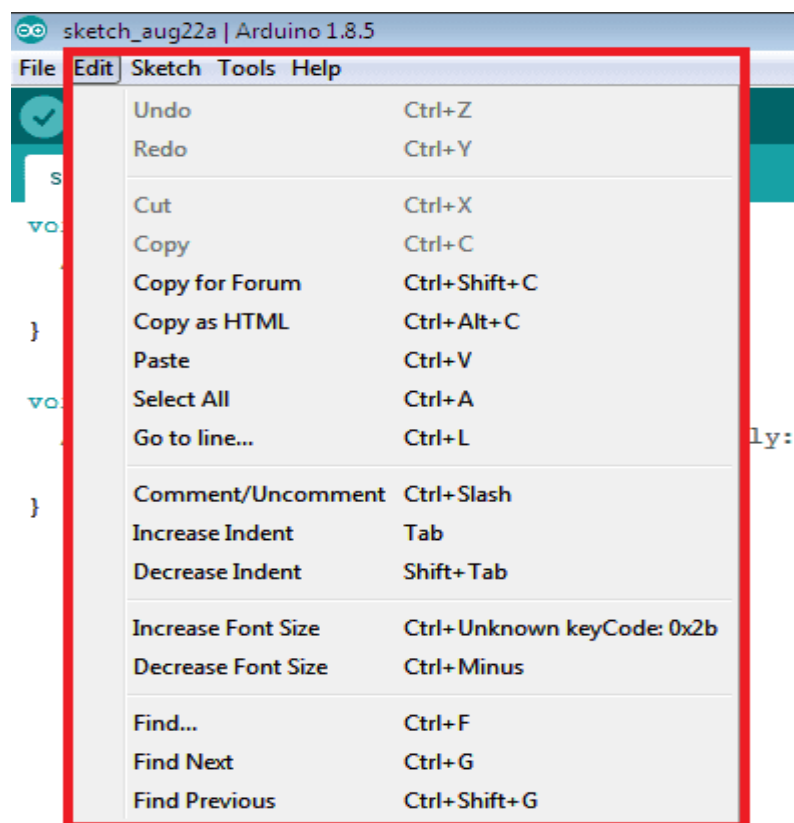 sketch_aug22a | Arduino 1.8.5
File Edit Sketch Tools Help
Undo Ctrl+Z
Redo Ctrl+Y
s
Cut Ctrl+X
vo
Copy Ctrl+C
Copy for Forum Ctrl+Shift+C
} Copy as HTML Ctrl+Alt+C
Paste Ctrl+V
vo Select All Ctrl+A
Go to line... Ctrl+L ly:
Comment/Uncomment Ctrl+Slash
}
Increase Indent Tab
Decrease Indent Shift+Tab
Increase Font Size Ctrl+Unknown keyCode: 0x2b
Decrease Font Size Ctrl+Minus
Find... Ctrl+F
Find Next Ctrl+G
Find Previous Ctrl+Shift+G